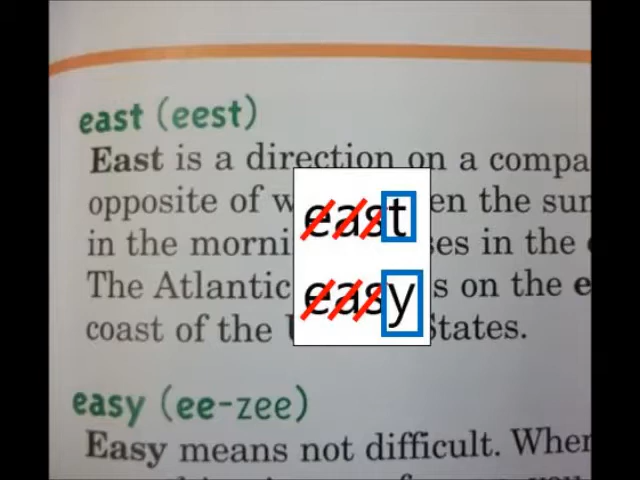 east (eest)
East is a direction on a compa
opposite of w en the sun
in the morni ses in the
The Atlantic s on the e
coast of the States.
east
easy
easy (ee-zee)
Easy means not difficult. When